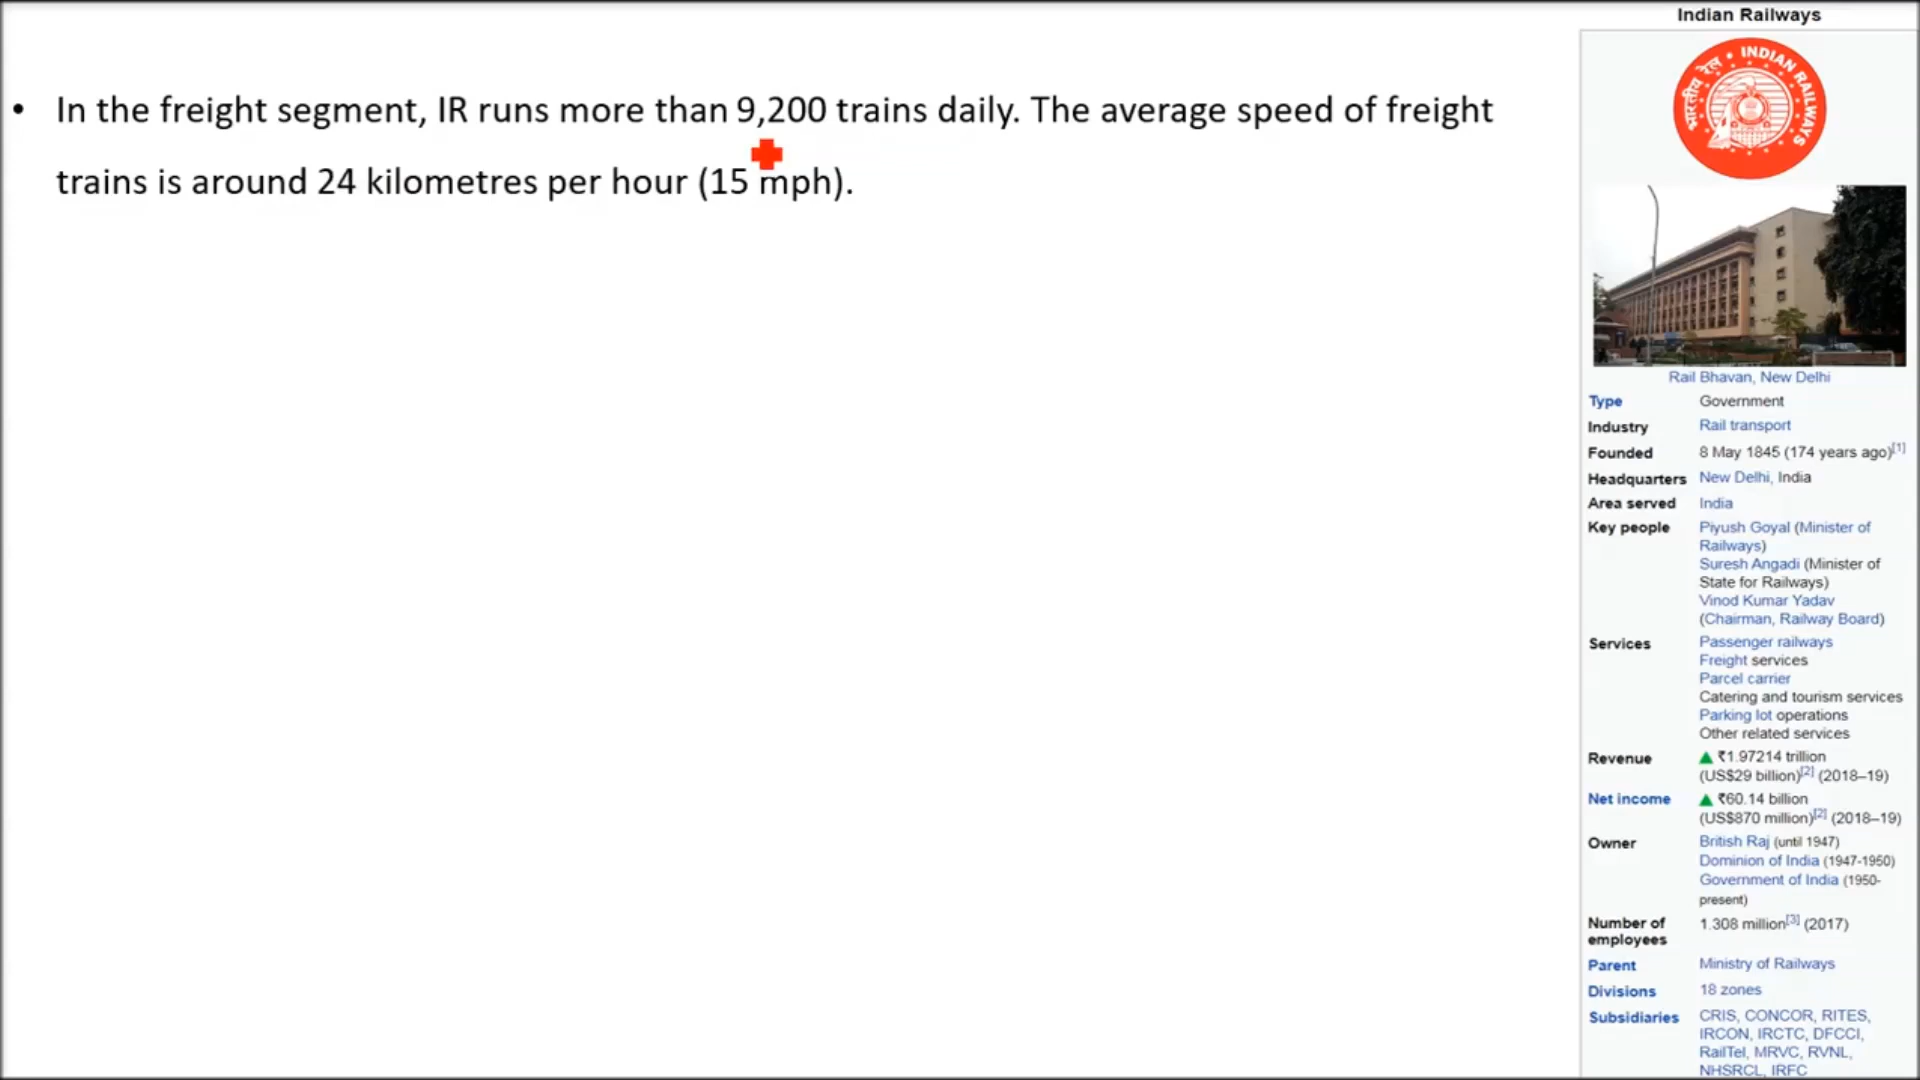 Indian Railways
• In the freight segment, IR runs more than 9,200 trains daily. The average speed of freight
trains is around 24 kilometres per hour (15 mph).
भारतीय रेल • INDIAN RAILWAYS
Rail Bhavan, New Delhi
Type Government
Industry Rail transport
Founded 8 May 1845 (174 years ago)[1]
Headquarters New Delhi, India
Area served India
Key people Piyush Goyal (Minister of
Railways)
Suresh Angadi (Minister of
State for Railways)
Vinod Kumar Yadav
(Chairman, Railway Board)
Services Passenger railways
Freight services
Parcel carrier
Catering and tourism services
Parking lot operations
Other related services
Revenue ▲ ₹1.97214 trillion
(US$29 billion)[2] (2018–19)
Net income ▲ ₹60.14 billion
(US$870 million)[2] (2018–19)
Owner British Raj (until 1947)
Dominion of India (1947-1950)
Government of India (1950-
present)
Number of employees 1.308 million[3] (2017)
Parent Ministry of Railways
Divisions 18 zones
Subsidiaries CRIS, CONCOR, RITES,
IRCON, IRCTC, DFCCI,
RailTel, MRVC, RVNL,
NHSRCL, IRFC